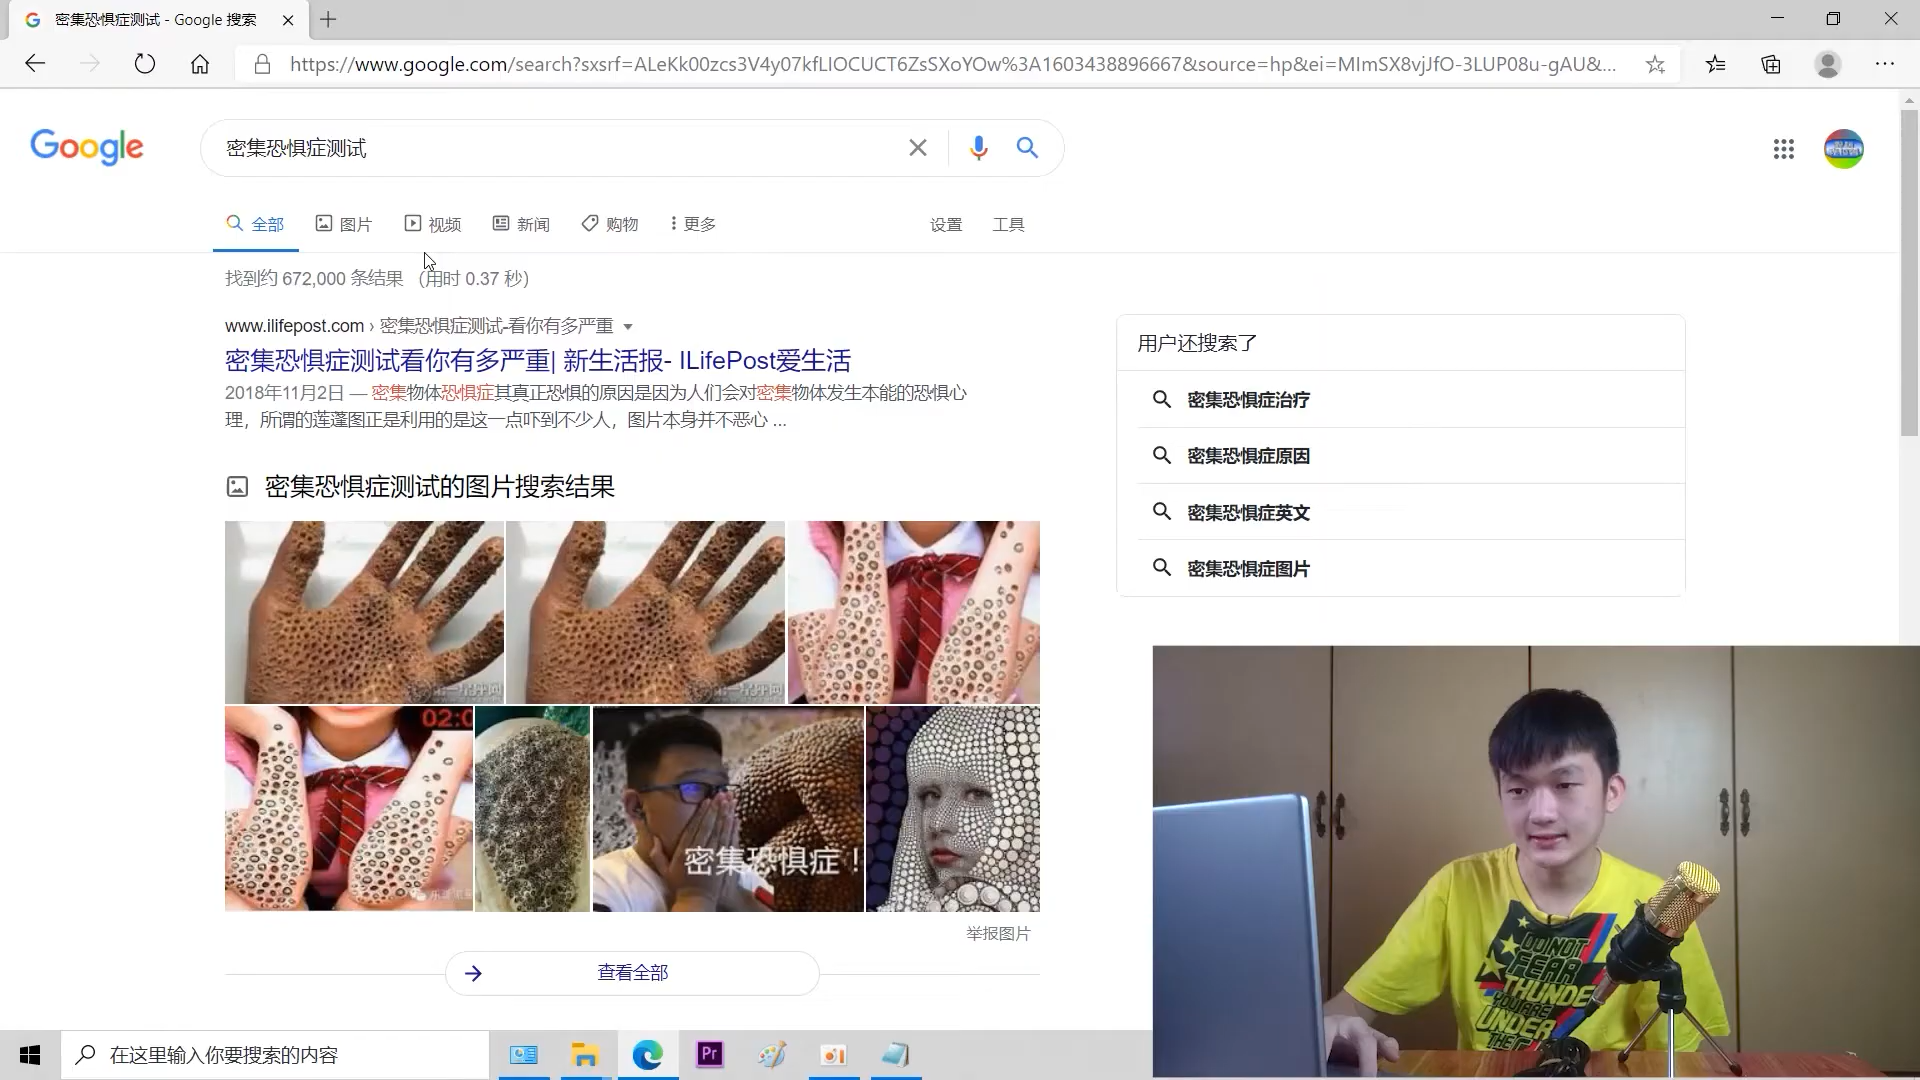 密集恐惧症测试 - Google 搜索
https://www.google.com/search?sxsrf=ALeKk00zcs3V4y07kfLIOCUCT6ZsSXoYOw%3A1603438896667&source=hp&ei=MImSX8vjJfO-3LUP08u-gAU&...
Google
密集恐惧症测试
全部
图片
视频
新闻
购物
更多
设置
工具
找到约 672,000 条结果 （用时 0.37 秒）
www.ilifepost.com › 密集恐惧症测试-看你有多严重
密集恐惧症测试看你有多严重| 新生活报- ILifePost爱生活
2018年11月2日 — 密集物体恐惧症其真正恐惧的原因是因为人们会对密集物体发生本能的恐惧心
理，所谓的莲蓬图正是利用的是这一点吓到不少人，图片本身并不恶心 ...
密集恐惧症测试的图片搜索结果
02:0
密集恐惧症！
举报图片
查看全部
用户还搜索了
密集恐惧症治疗
密集恐惧症原因
密集恐惧症英文
密集恐惧症图片
DO NOT
FEAR
THUNDE
YOU ARE
UNDER
在这里输入你要搜索的内容
Pr